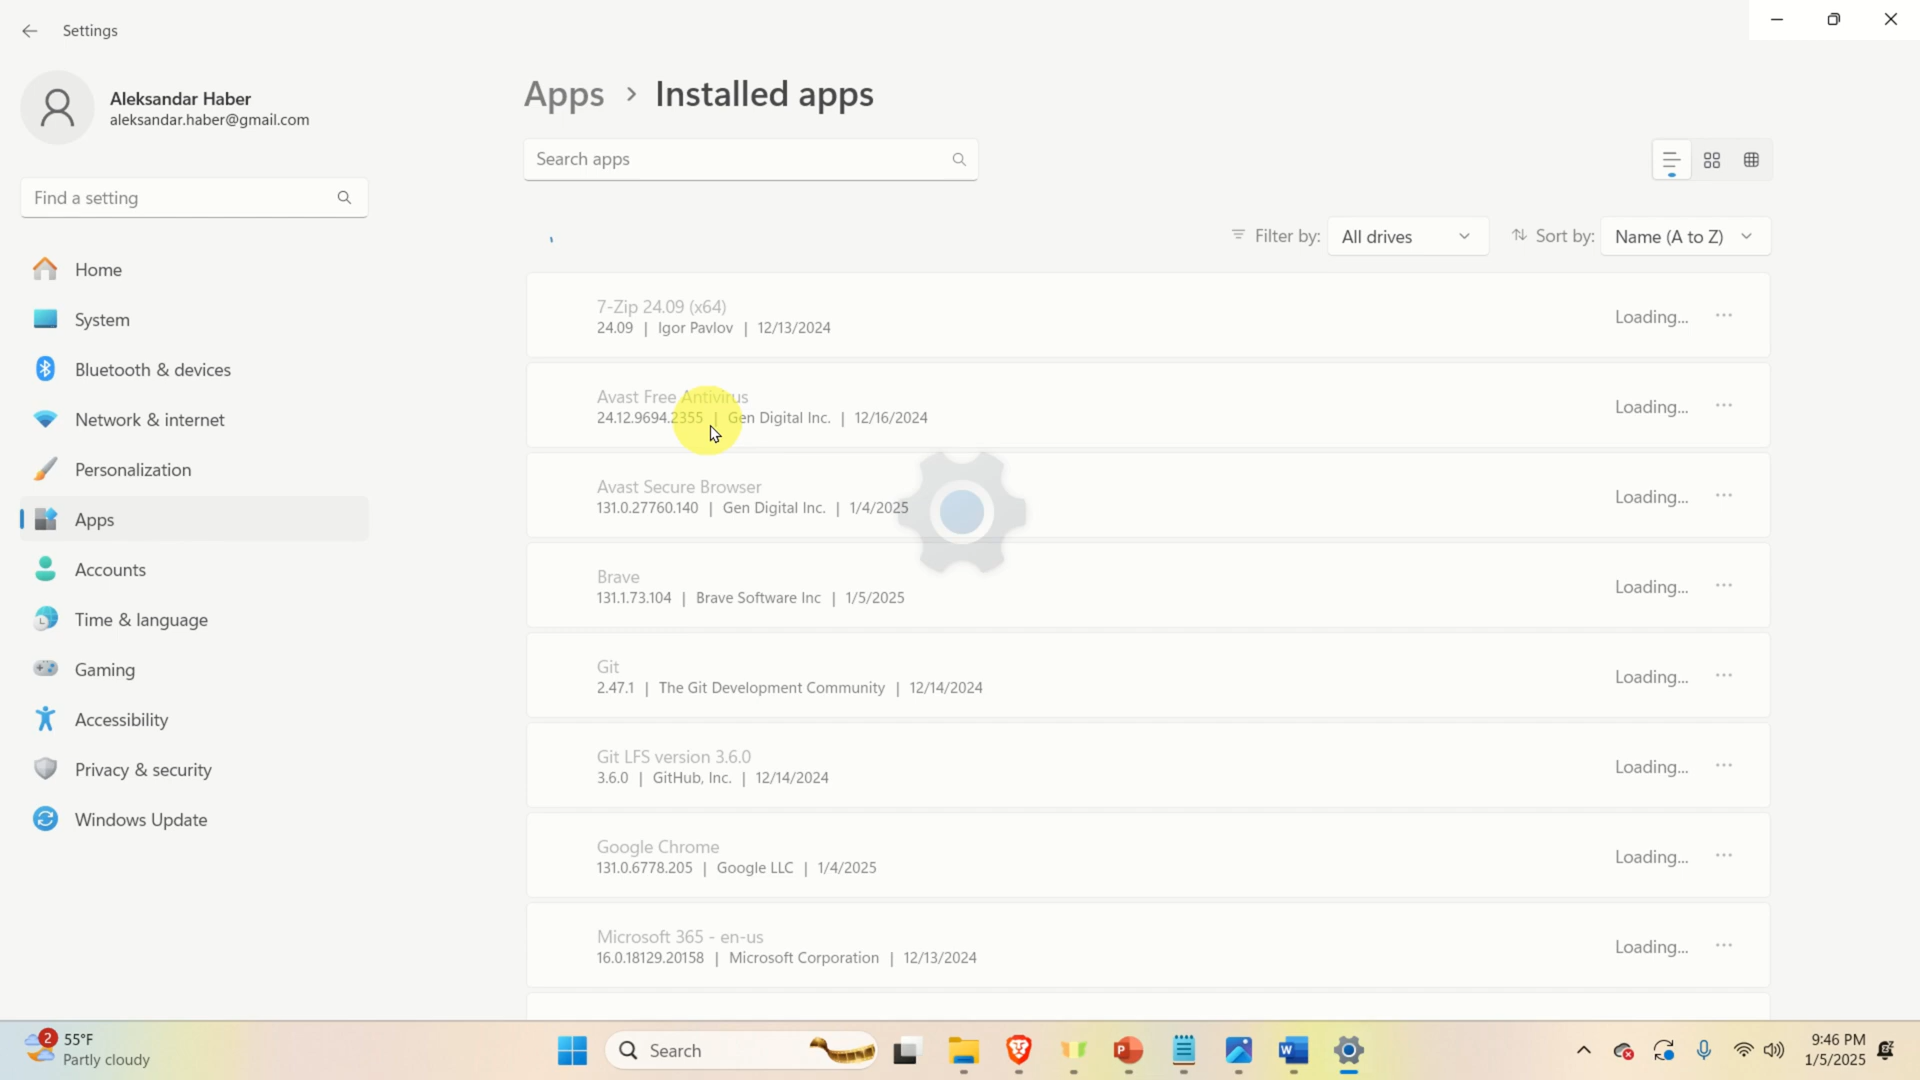 Settings
Aleksandar Haber
aleksandar.haber@gmail.com
Find a setting
Home
System
Bluetooth & devices
Network & internet
Personalization
Apps
Accounts
Time & language
Gaming
Accessibility
Privacy & security
Windows Update
Apps > Installed apps
Search apps
Filter by: All drives Sort by: Name (A to Z)
7-Zip 24.09 (x64)
24.09 | Igor Pavlov | 12/13/2024
Loading...
Avast Free Antivirus
24.12.9694.2355 | Gen Digital Inc. | 12/16/2024
Loading...
Avast Secure Browser
131.0.27760.140 | Gen Digital Inc. | 1/4/2025
Loading...
Brave
131.1.73.104 | Brave Software Inc | 1/5/2025
Loading...
Git
2.47.1 | The Git Development Community | 12/14/2024
Loading...
Git LFS version 3.6.0
3.6.0 | GitHub, Inc. | 12/14/2024
Loading...
Google Chrome
131.0.6778.205 | Google LLC | 1/4/2025
Loading...
Microsoft 365 - en-us
16.0.18129.20158 | Microsoft Corporation | 12/13/2024
Loading...
2
55°F
Partly cloudy
Search
P
W
9:46 PM
1/5/2025